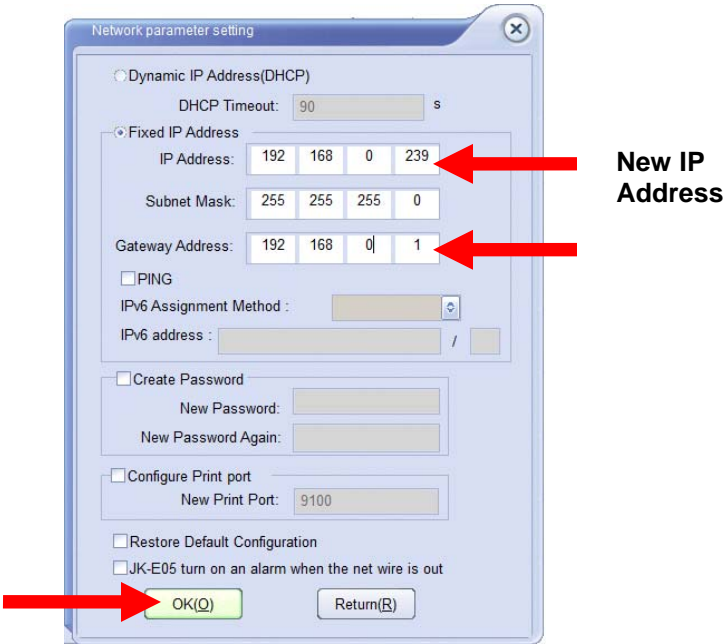 Network parameter setting
Dynamic IP Address(DHCP)
DHCP Timeout: 90 s
Fixed IP Address
IP Address: 192 168 0 239
New IP
Address
Subnet Mask: 255 255 255 0
Gateway Address: 192 168 0 1
PING
IPv6 Assignment Method :
IPv6 address : /
Create Password
New Password:
New Password Again:
Configure Print port
New Print Port: 9100
Restore Default Configuration
JK-E05 turn on an alarm when the net wire is out
OK(O) Return(R)